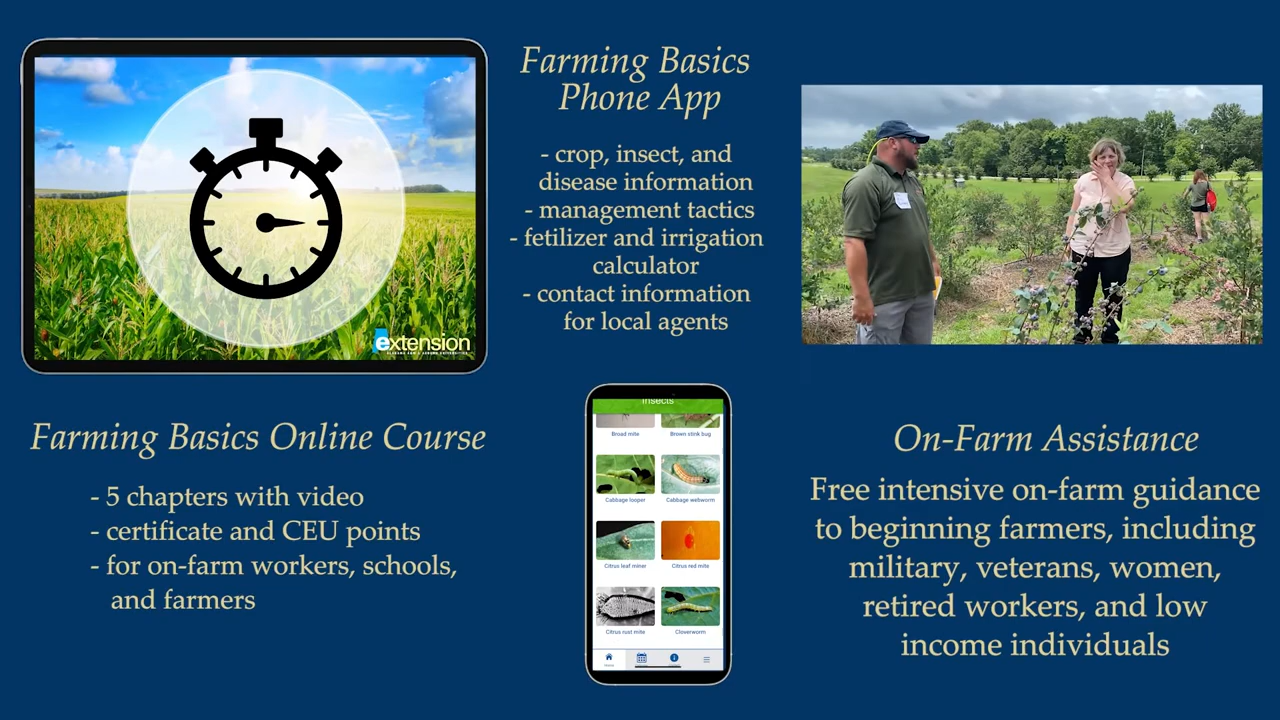 extension
ALABAMA A&M & AUBURN UNIVERSITIES
Farming Basics Online Course
- 5 chapters with video
- certificate and CEU points
- for on-farm workers, schools,
and farmers
Farming Basics
Phone App
- crop, insect, and
disease information
- management tactics
- fetilizer and irrigation
calculator
- contact information
for local agents
Insects
Broad mite
Brown stink bug
Cabbage looper
Cabbage webworm
Citrus leaf miner
Citrus red mite
Citrus rust mite
Cloverworm
Home
On-Farm Assistance
Free intensive on-farm guidance
to beginning farmers, including
military, veterans, women,
retired workers, and low
income individuals